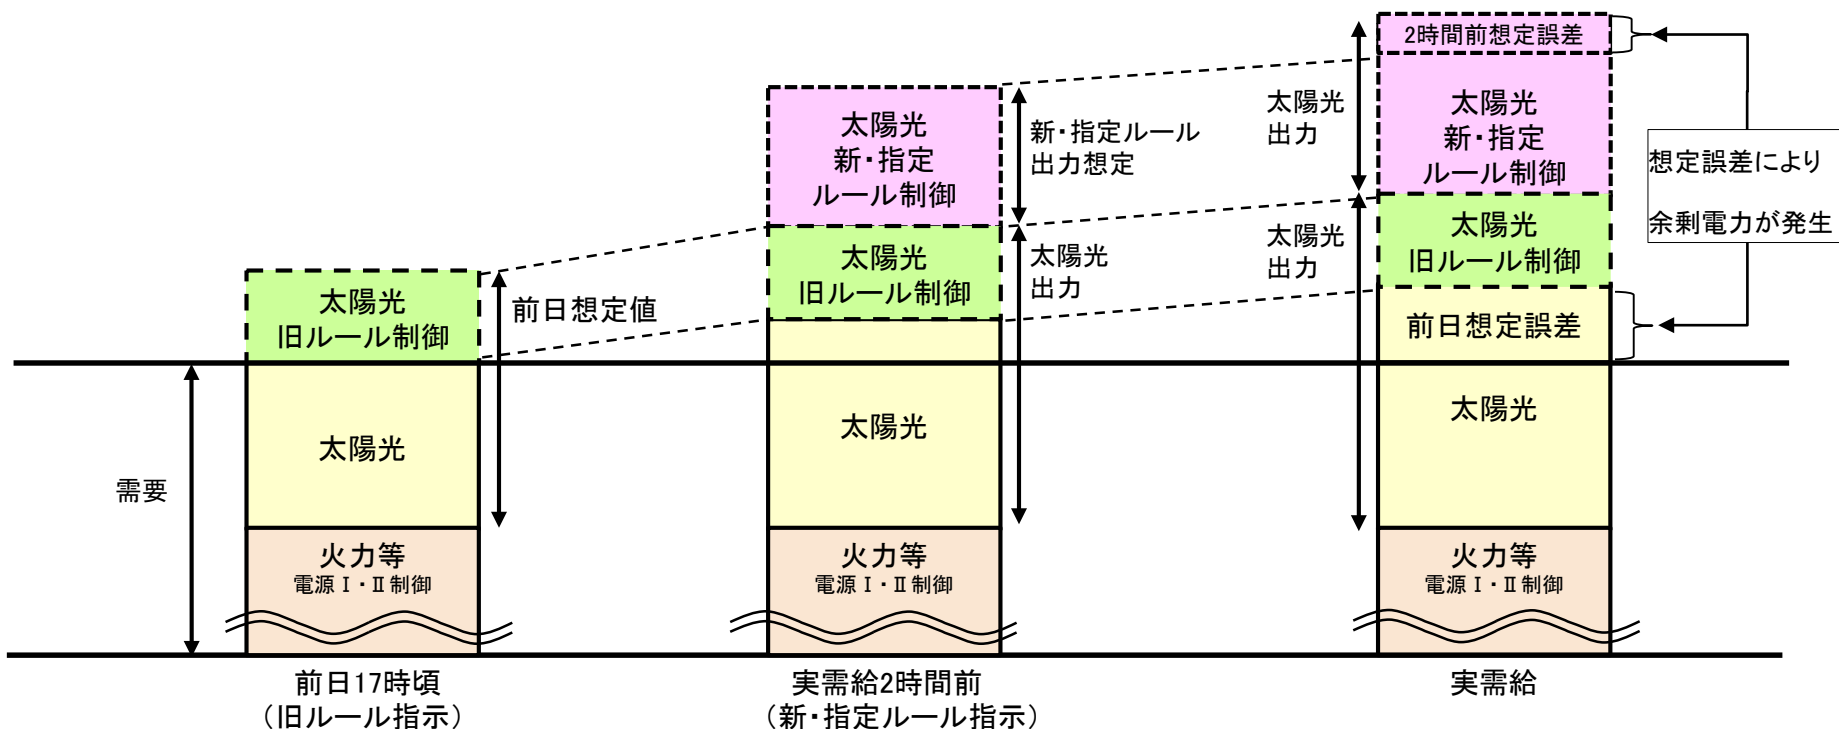 2時間前想定誤差
太陽光
新・指定
ルール制御
太陽光
出力
太陽光
新・指定
ルール制御
新・指定ルール
出力想定
想定誤差により
余剰電力が発生
太陽光
旧ルール制御
太陽光
出力
太陽光
旧ルール制御
太陽光
出力
太陽光
旧ルール制御
前日想定値
前日想定誤差
太陽光
太陽光
太陽光
需要
火力等
電源Ⅰ・Ⅱ制御
火力等
電源Ⅰ・Ⅱ制御
火力等
電源Ⅰ・Ⅱ制御
前日17時頃
（旧ルール指示）
実需給2時間前
（新・指定ルール指示）
実需給